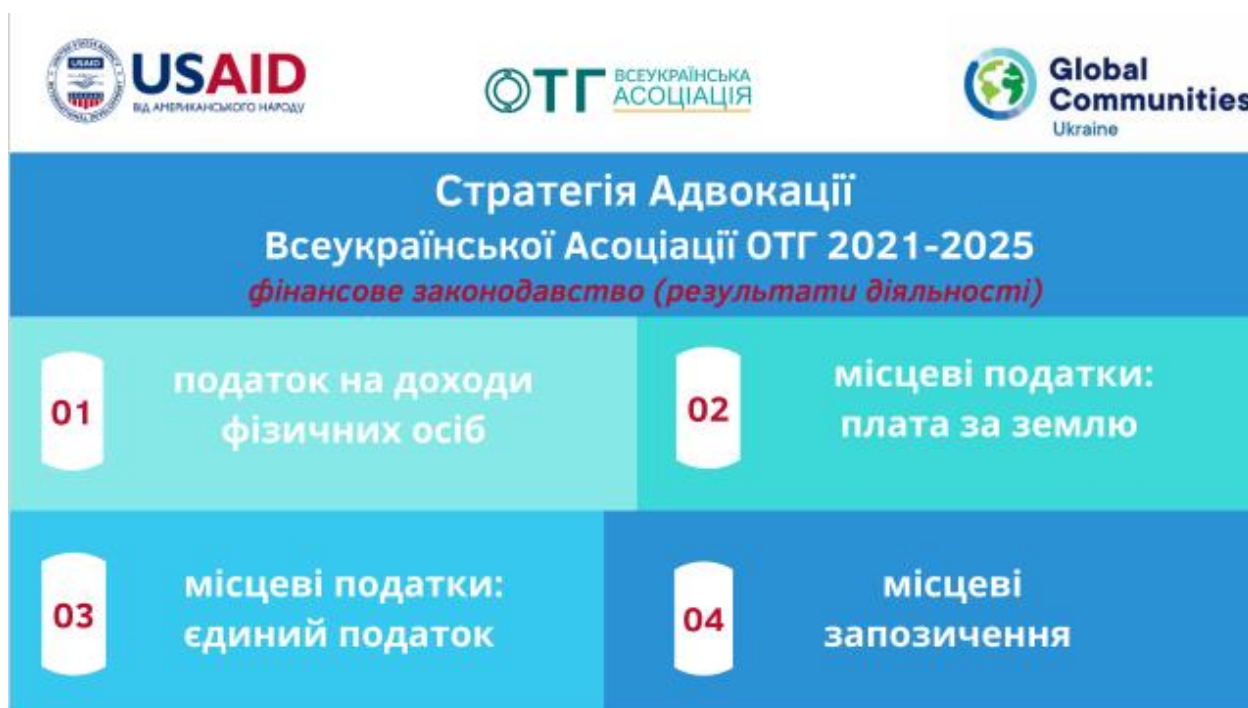 USAID
ВІД АМЕРИКАНСЬКОГО НАРОДУ
ОТГ ВСЕУКРАЇНСЬКА
АСОЦІАЦІЯ
Global
Communities
Ukraine
Стратегія Адвокації
Всеукраїнської Асоціації ОТГ 2021-2025
фінансове законодавство (результати діяльності)
01
податок на доходи
фізичних осіб
02
місцеві податки:
плата за землю
03
місцеві податки:
єдиний податок
04
місцеві
запозичення